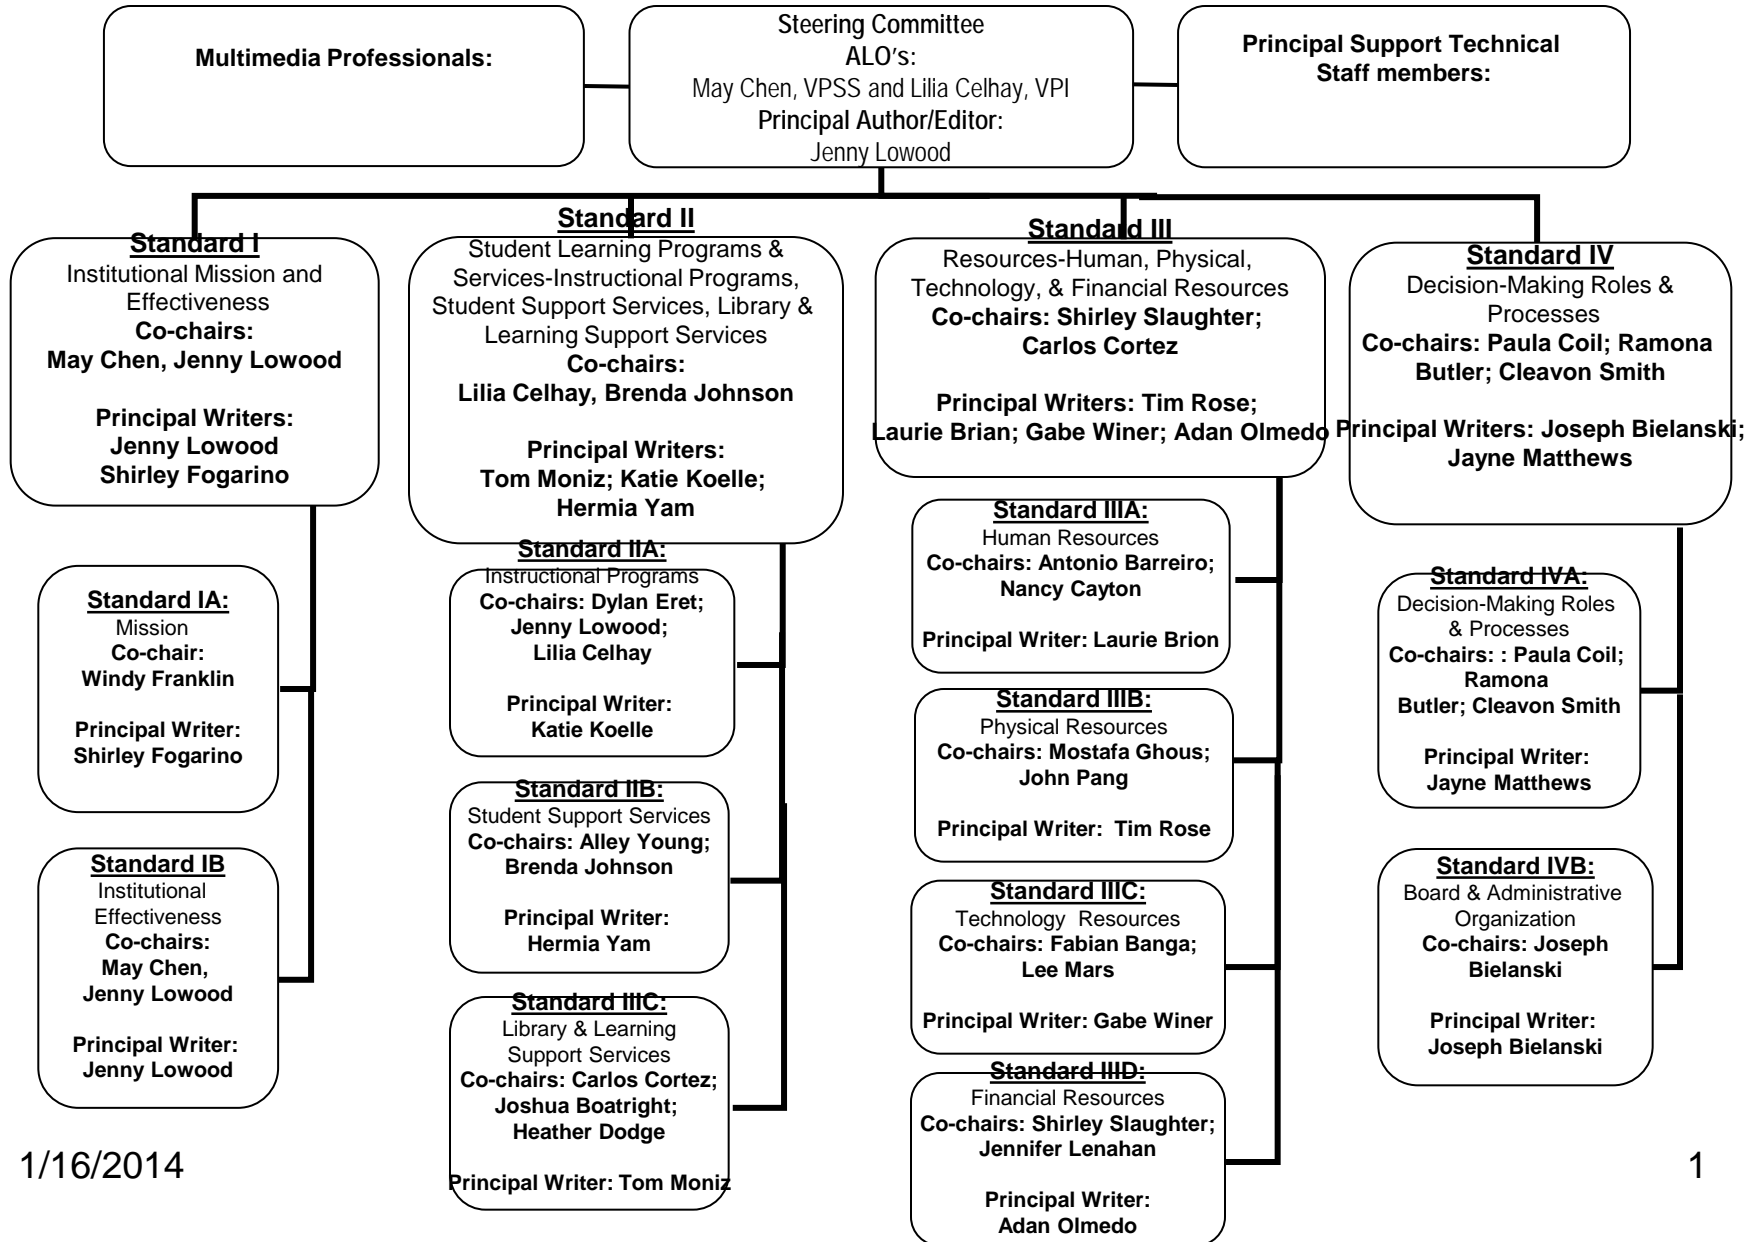 Multimedia Professionals:
Steering Committee
ALO's:
May Chen, VPSS and Lilia Celhay, VPI
Principal Author/Editor:
Jenny Lowood
Principal Support Technical
Staff members:
Standard I
Institutional Mission and
Effectiveness
Co-chairs:
May Chen, Jenny Lowood
Principal Writers:
Jenny Lowood
Shirley Fogarino
Standard IA:
Mission
Co-chair:
Windy Franklin
Principal Writer:
Shirley Fogarino
Standard IB
Institutional
Effectiveness
Co-chairs:
May Chen,
Jenny Lowood
Principal Writer:
Jenny Lowood
Standard II
Student Learning Programs &
Services-Instructional Programs,
Student Support Services, Library &
Learning Support Services
Co-chairs:
Lilia Celhay, Brenda Johnson
Principal Writers:
Tom Moniz; Katie Koelle;
Hermia Yam
Standard IIA:
Instructional Programs
Co-chairs: Dylan Eret;
Jenny Lowood;
Lilia Celhay
Principal Writer:
Katie Koelle
Standard IIB:
Student Support Services
Co-chairs: Alley Young;
Brenda Johnson
Principal Writer:
Hermia Yam
Standard IIIC:
Library & Learning
Support Services
Co-chairs: Carlos Cortez;
Joshua Boatright;
Heather Dodge
Principal Writer: Tom Moniz
Standard III
Resources-Human, Physical,
Technology, & Financial Resources
Co-chairs: Shirley Slaughter;
Carlos Cortez
Principal Writers: Tim Rose;
Laurie Brian; Gabe Winer; Adan Olmedo
Standard IIIA:
Human Resources
Co-chairs: Antonio Barreiro;
Nancy Cayton
Principal Writer: Laurie Brion
Standard IIIB:
Physical Resources
Co-chairs: Mostafa Ghous;
John Pang
Principal Writer: Tim Rose
Standard IIIC:
Technology Resources
Co-chairs: Fabian Banga;
Lee Mars
Principal Writer: Gabe Winer
Standard IIID:
Financial Resources
Co-chairs: Shirley Slaughter;
Jennifer Lenahan
Principal Writer:
Adan Olmedo
Standard IV
Decision-Making Roles &
Processes
Co-chairs: Paula Coil; Ramona
Butler; Cleavon Smith
Principal Writers: Joseph Bielanski;
Jayne Matthews
Standard IVA:
Decision-Making Roles
& Processes
Co-chairs: : Paula Coil;
Ramona
Butler; Cleavon Smith
Principal Writer:
Jayne Matthews
Standard IVB:
Board & Administrative
Organization
Co-chairs: Joseph
Bielanski
Principal Writer:
Joseph Bielanski
1/16/2014
1